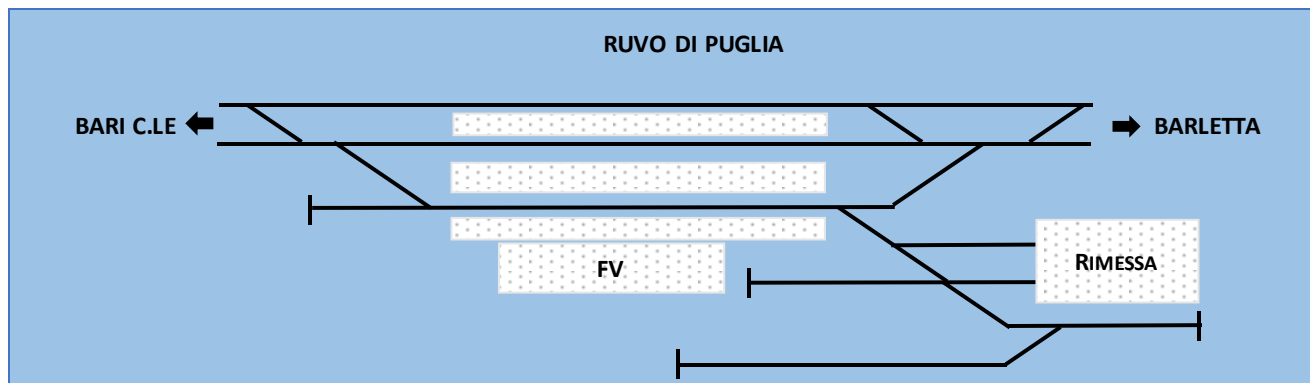 RUVO DI PUGLIA
BARI C.LE
BARLETTA
FV
RIMESSA